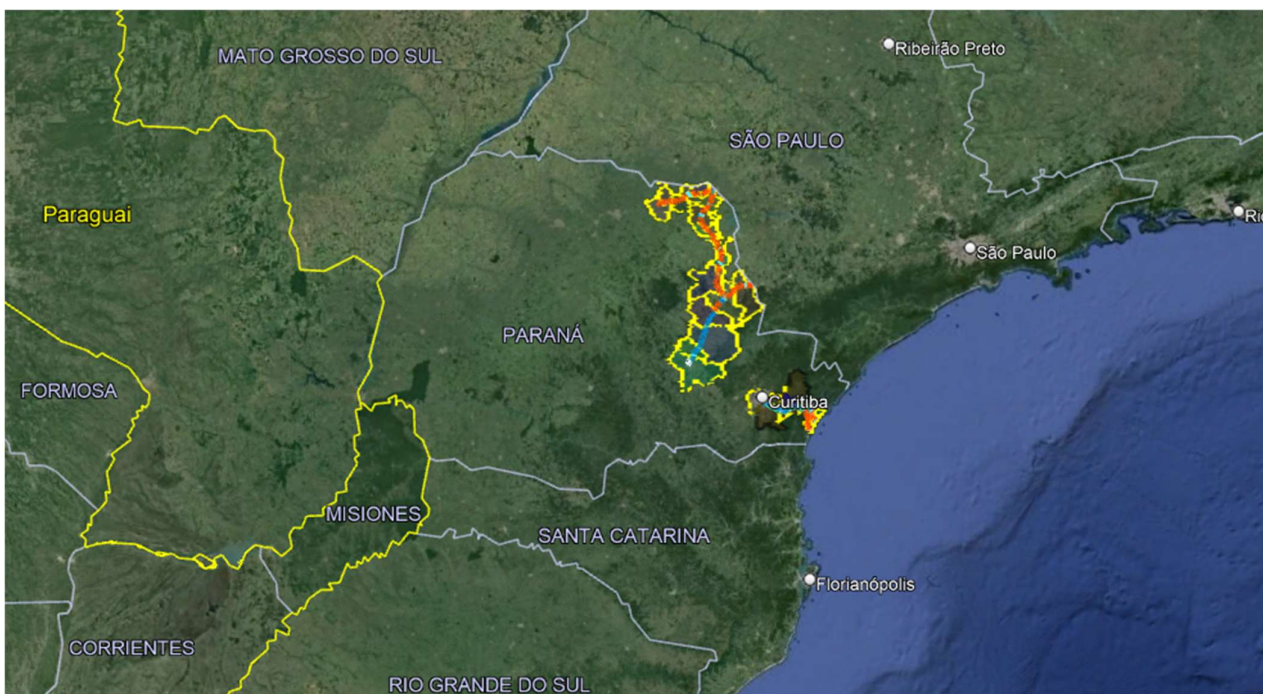 Ribeirão Preto
MATO GROSSO DO SUL
SÃO PAULO
Paraguai
Rio
São Paulo
PARANÁ
FORMOSA
Curitiba
MISIONES
SANTA CATARINA
Florianópolis
CORRIENTES
RIO GRANDE DO SUL